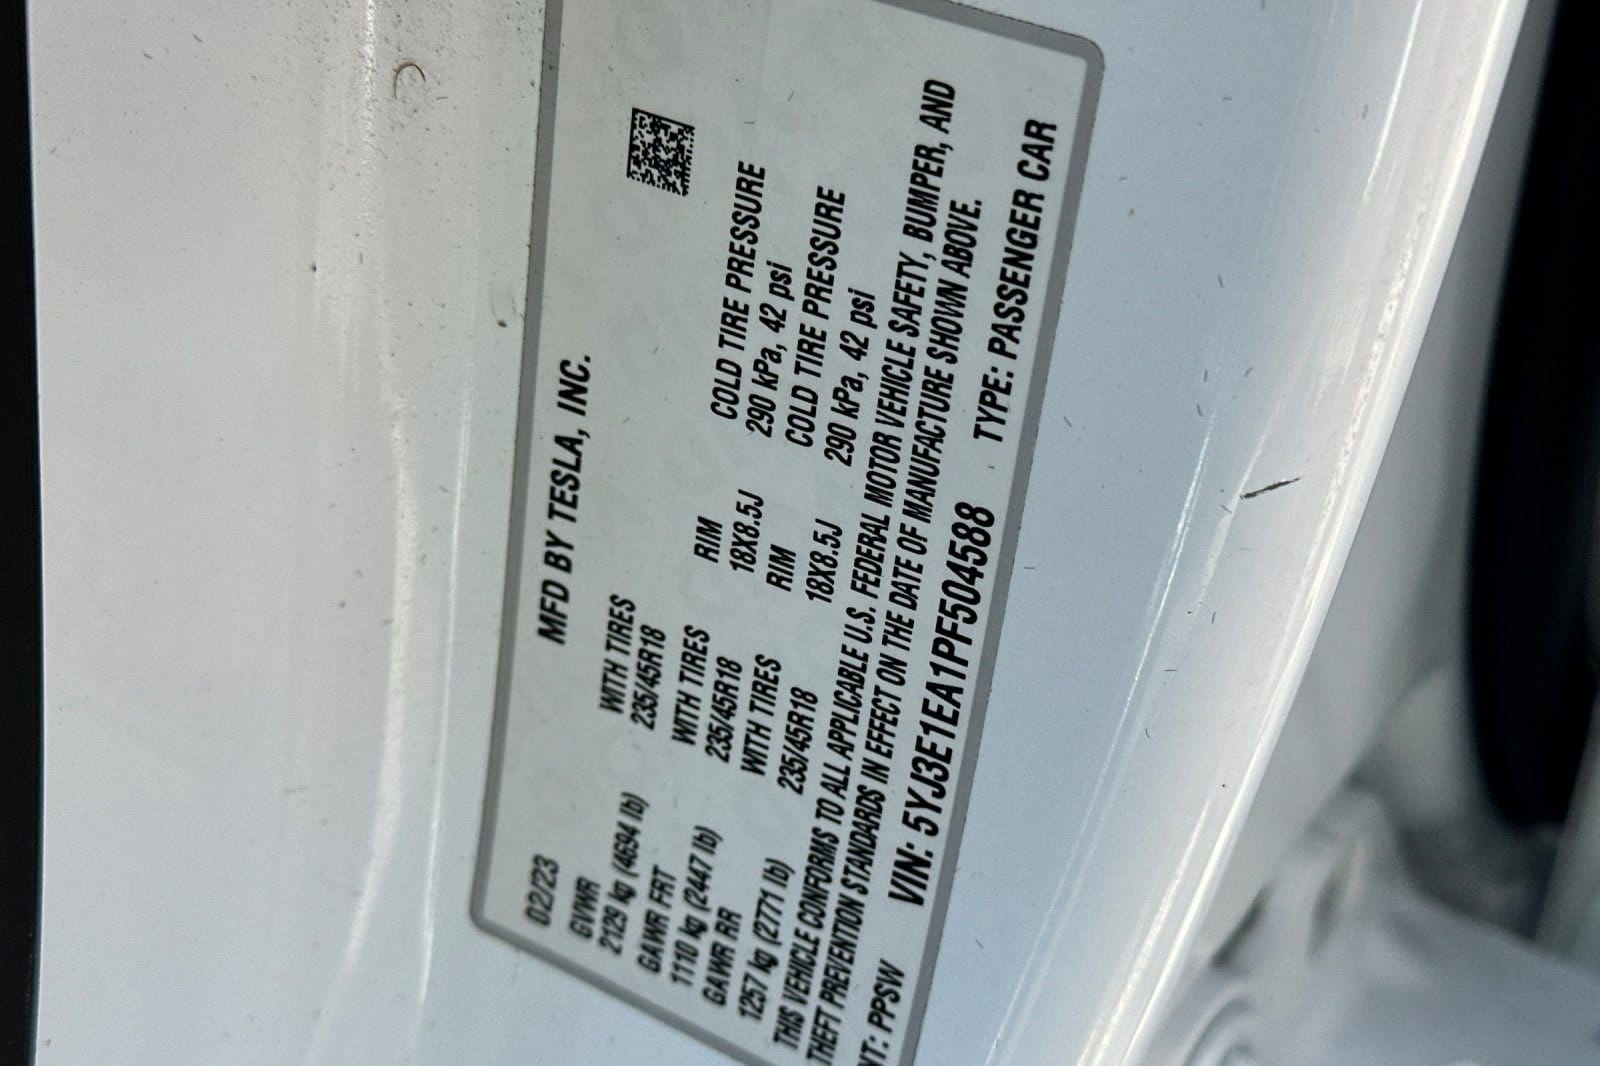 MFD BY TESLA, INC.
02/23
GVWR
2129 kg (4694 lb)
WITH TIRES
235/45R18
GAWR FRT
1110 kg (2447 lb)
WITH TIRES
235/45R18
RIM
18X8.5J
COLD TIRE PRESSURE
290 kPa, 42 psi
GAWR RR
1257 kg (2771 lb)
WITH TIRES
235/45R18
RIM
18X8.5J
COLD TIRE PRESSURE
290 kPa, 42 psi
THIS VEHICLE CONFORMS TO ALL APPLICABLE U.S. FEDERAL MOTOR VEHICLE SAFETY, BUMPER, AND
THEFT PREVENTION STANDARDS IN EFFECT ON THE DATE OF MANUFACTURE SHOWN ABOVE.
NT: PPSW VIN: 5YJ3E1EA1PF504588 TYPE: PASSENGER CAR